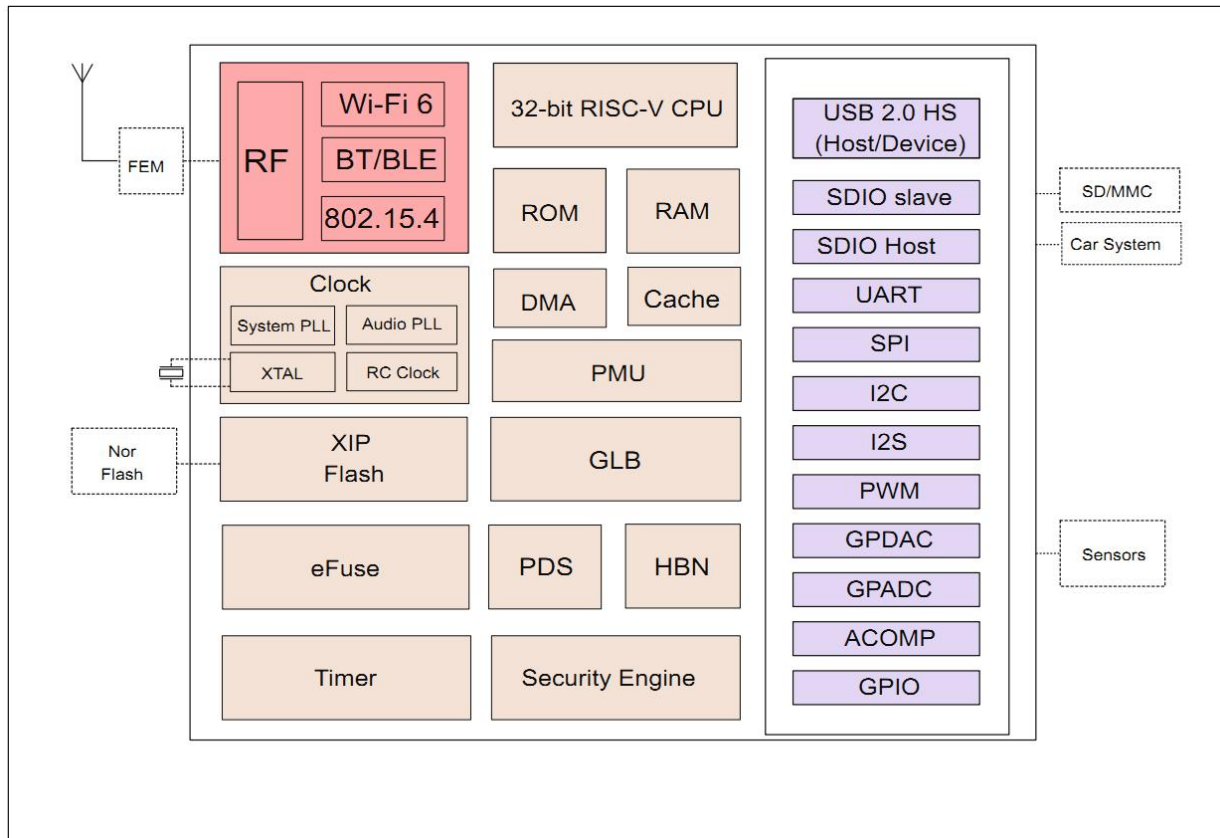 FEM
RF
Wi-Fi 6
BT/BLE
802.15.4
Clock
System PLL
Audio PLL
XTAL
RC Clock
Nor
Flash
XIP
Flash
eFuse
Timer
32-bit RISC-V CPU
ROM
RAM
DMA
Cache
PMU
GLB
PDS
HBN
Security Engine
USB 2.0 HS
(Host/Device)
SDIO slave
SDIO Host
UART
SPI
I2C
I2S
PWM
GPDAC
GPADC
ACOMP
GPIO
SD/MMC
Car System
Sensors